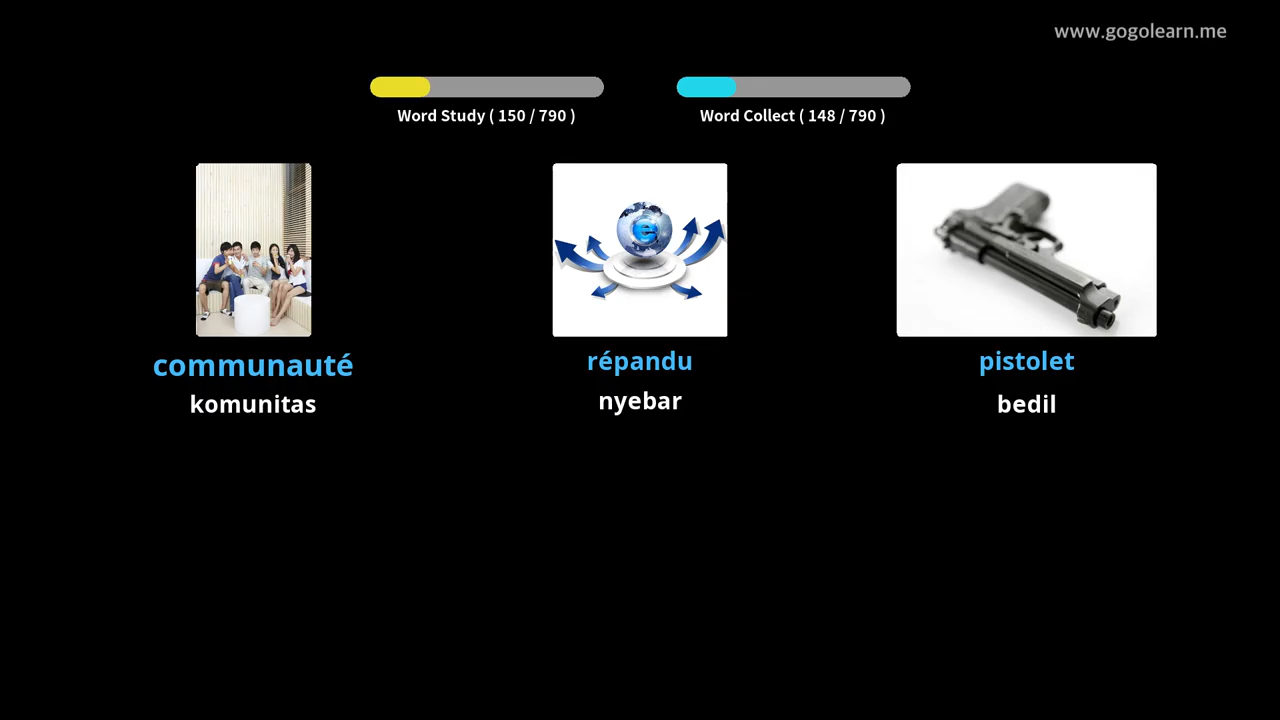 www.gogolearn.me
Word Study ( 150 / 790 )
Word Collect ( 148 / 790 )
communauté
komunitas
répandu
nyebar
pistolet
bedil